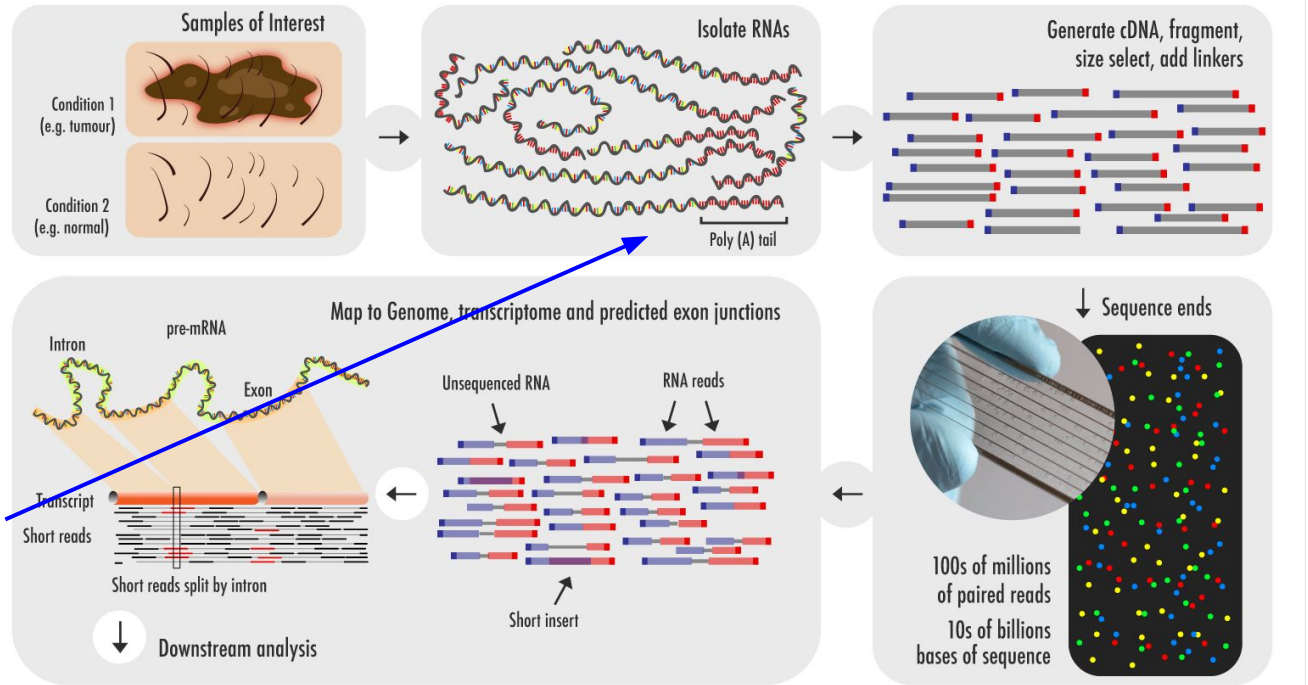 Samples of Interest
Condition 1
(e.g. tumour)
Condition 2
(e.g. normal)
Isolate RNAs
Poly (A) tail
Generate cDNA, fragment,
size select, add linkers
Sequence ends
100s of millions
of paired reads
10s of billions
bases of sequence
Map to Genome, transcriptome and predicted exon junctions
Unsequenced RNA
RNA reads
Short insert
pre-mRNA
Intron
Exon
Transcript
Short reads
Short reads split by intron
Downstream analysis